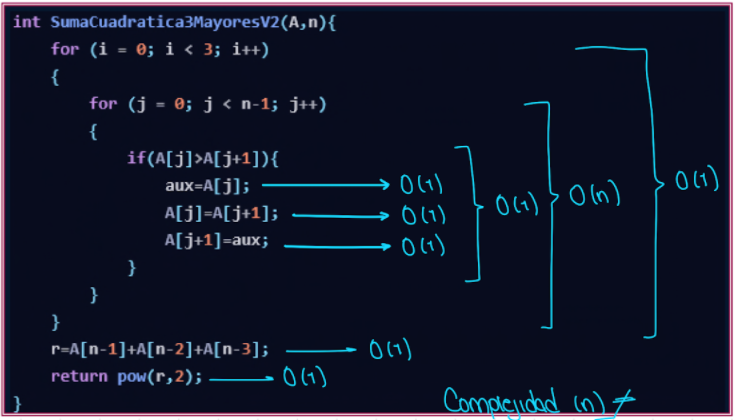 int SumaCuadratica3MayoresV2(A,n){
for (i = 0; i < 3; i++)
{
for (j = 0; j < n-1; j++)
{
if(A[j]>A[j+1]){
aux=A[j]; O(1)
A[j]=A[j+1]; O(1) O(1) O(n) O(1)
A[j+1]=aux; O(1)
}
}
}
r=A[n-1]+A[n-2]+A[n-3]; O(1)
return pow(r,2); O(1)
Complejidad (n)
}